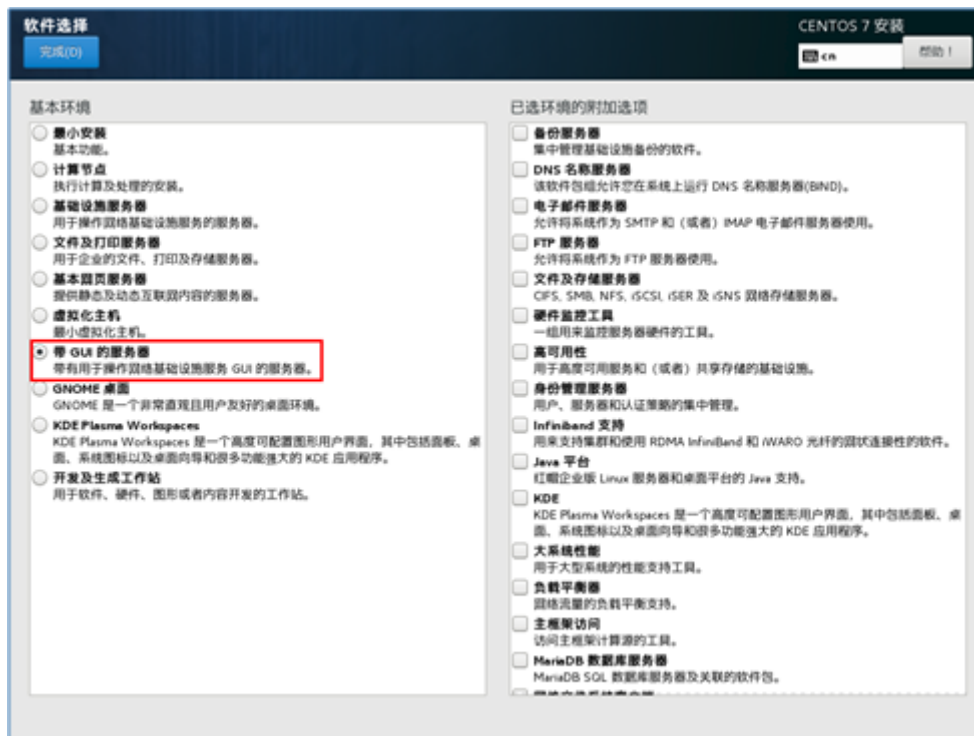 软件选择
完成(D)
CENTOS 7 安装
cn
帮助！
基本环境
最小安装
基本功能。
计算节点
执行计算及处理的安装。
基础设施服务器
用于操作网络基础设施服务的服务器。
文件及打印服务器
用于企业的文件、打印及存储服务器。
基本网页服务器
提供静态及动态互联网内容的服务器。
虚拟化主机
最小虚拟化主机。
带 GUI 的服务器
带有用于操作网络基础设施服务 GUI 的服务器。
GNOME 桌面
GNOME 是一个非常直观且用户友好的桌面环境。
KDE Plasma Workspaces
KDE Plasma Workspaces 是一个高度可配置图形用户界面，其中包括面板、桌
面、系统图标以及桌面向导和很多功能强大的 KDE 应用程序。
开发及生成工作站
用于软件、硬件、图形或者内容开发的工作站。
已选环境的附加选项
备份服务器
集中管理基础设施备份的软件。
DNS 名称服务器
该软件包组允许您在系统上运行 DNS 名称服务器(BIND)。
电子邮件服务器
允许将系统作为 SMTP 和（或者）IMAP 电子邮件服务器使用。
FTP 服务器
允许将系统作为 FTP 服务器使用。
文件及存储服务器
CIFS, SMB, NFS, iSCSI, iSER 及 iSNS 网络存储服务器。
硬件监控工具
一组用来监控服务器硬件的工具。
高可用性
用于高度可用服务和（或者）共享存储的基础设施。
身份管理服务器
用户、服务器和认证策略的集中管理。
Infiniband 支持
用来支持集群和使用 RDMA InfiniBand 和 iWARO 光纤的网状连接性的软件。
Java 平台
红帽企业版 Linux 服务器和桌面平台的 Java 支持。
KDE
KDE Plasma Workspaces 是一个高度可配置图形用户界面，其中包括面板、桌
面、系统图标以及桌面向导和很多功能强大的 KDE 应用程序。
大系统性能
用于大型系统的性能支持工具。
负载平衡器
网络流量的负载平衡支持。
主框架访问
访问主框架计算源的工具。
MariaDB 数据库服务器
MariaDB SQL 数据库服务器及关联的软件包。